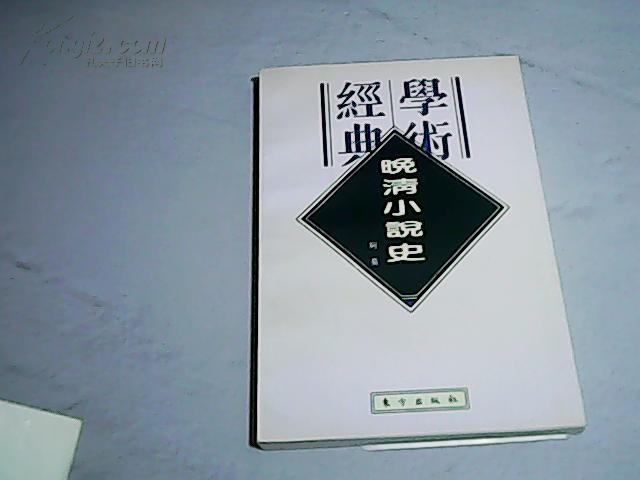 Kongfz.com
孔夫子旧书网
學術
經典
晚清小說史
阿英
東方出版社